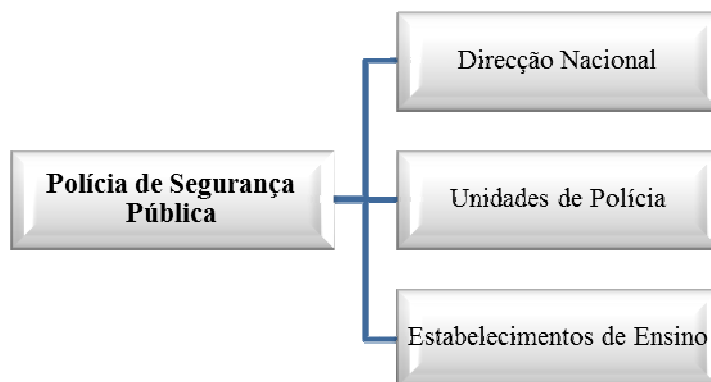 Direcção Nacional
Polícia de Segurança
Pública
Unidades de Polícia
Estabelecimentos de Ensino